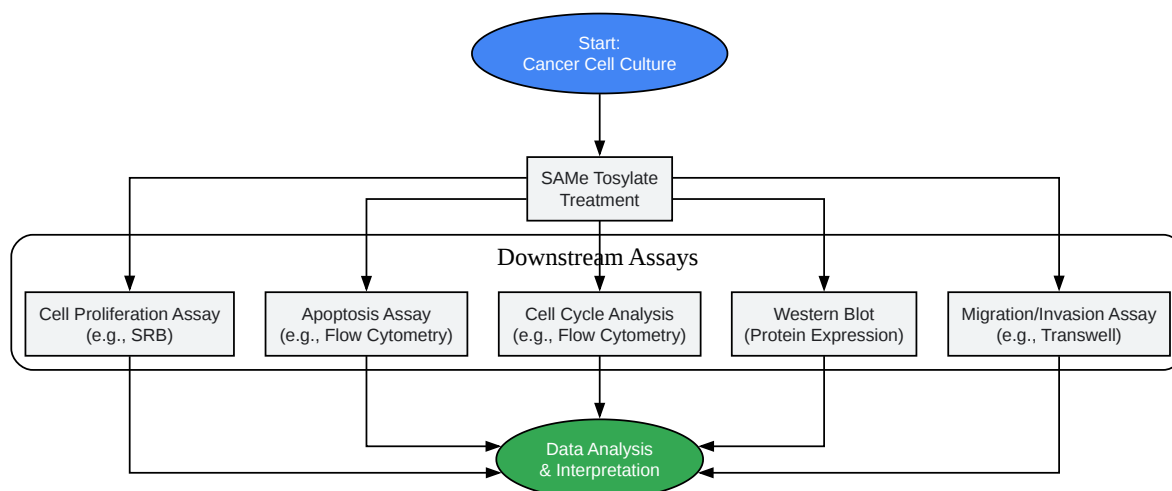 Start:
Cancer Cell Culture
SAMe Tosylate
Treatment
Downstream Assays
Cell Proliferation Assay
(e.g., SRB)
Apoptosis Assay
(e.g., Flow Cytometry)
Cell Cycle Analysis
(e.g., Flow Cytometry)
Western Blot
(Protein Expression)
Migration/Invasion Assay
(e.g., Transwell)
Data Analysis
& Interpretation